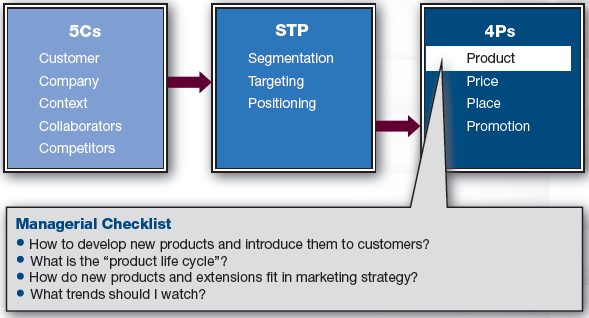 5Cs
Customer
Company
Context
Collaborators
Competitors
STP
Segmentation
Targeting
Positioning
4Ps
Product
Price
Place
Promotion
Managerial Checklist
• How to develop new products and introduce them to customers?
• What is the “product life cycle”?
• How do new products and extensions fit in marketing strategy?
• What trends should I watch?